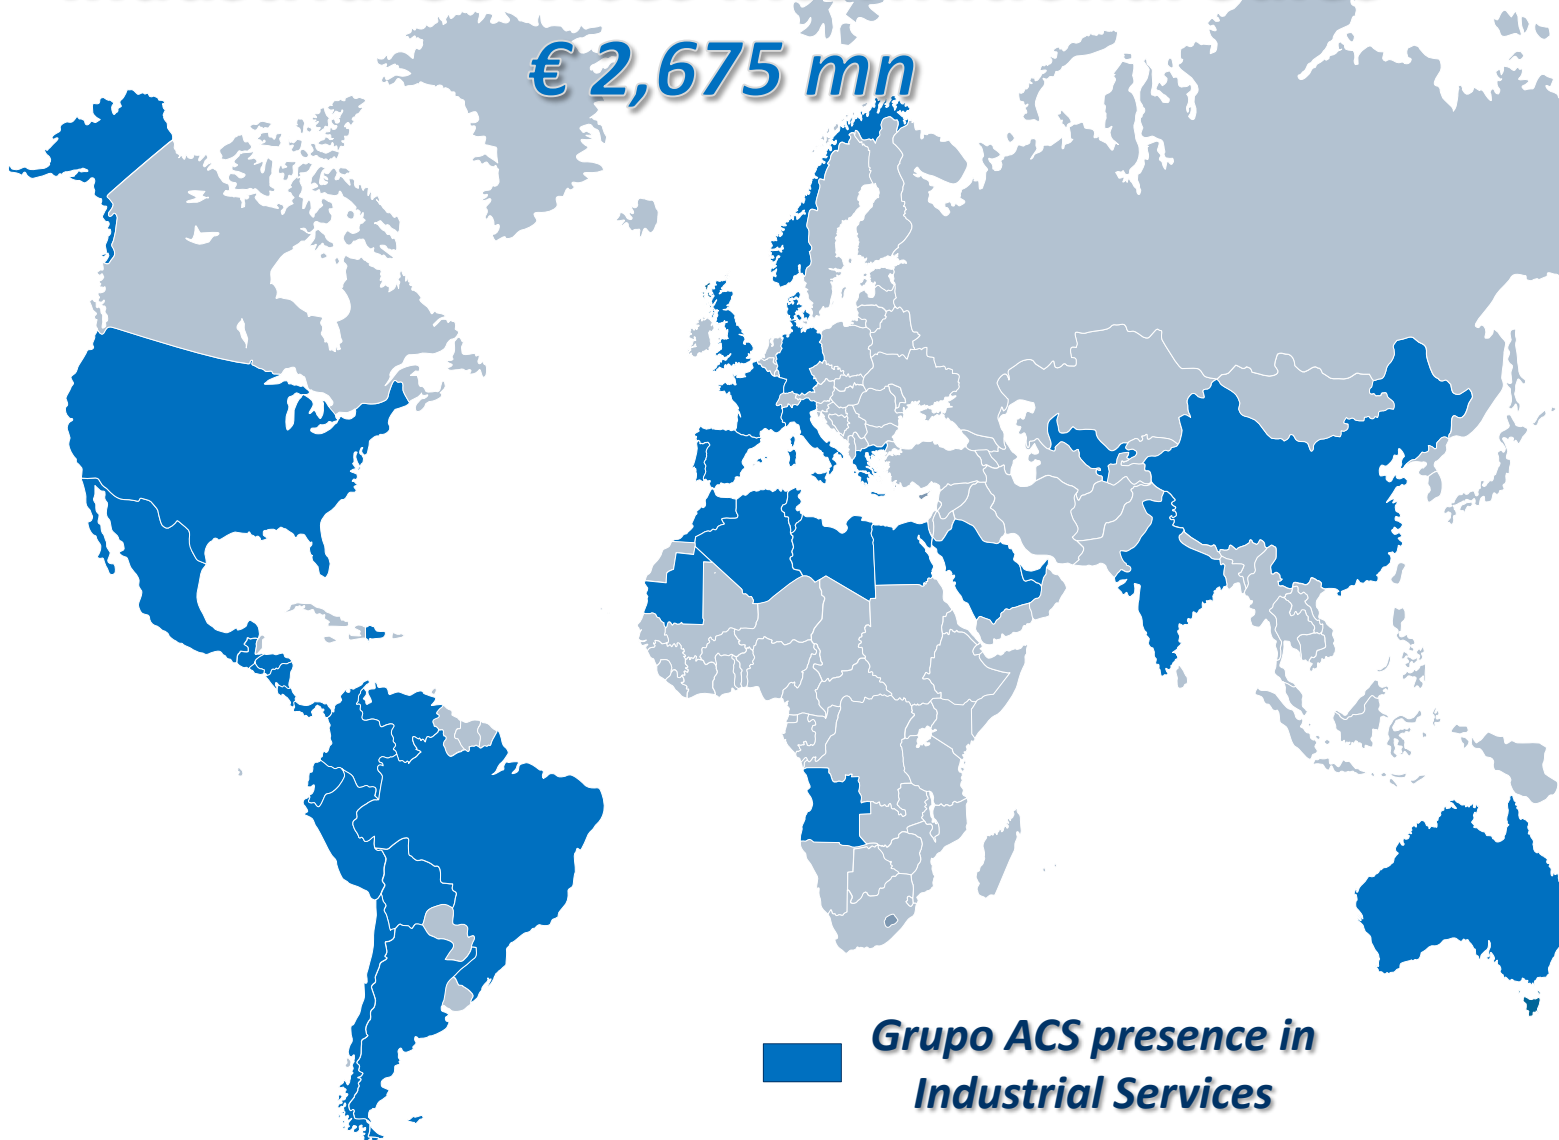 € 2,675 mn
Grupo ACS presence in
Industrial Services